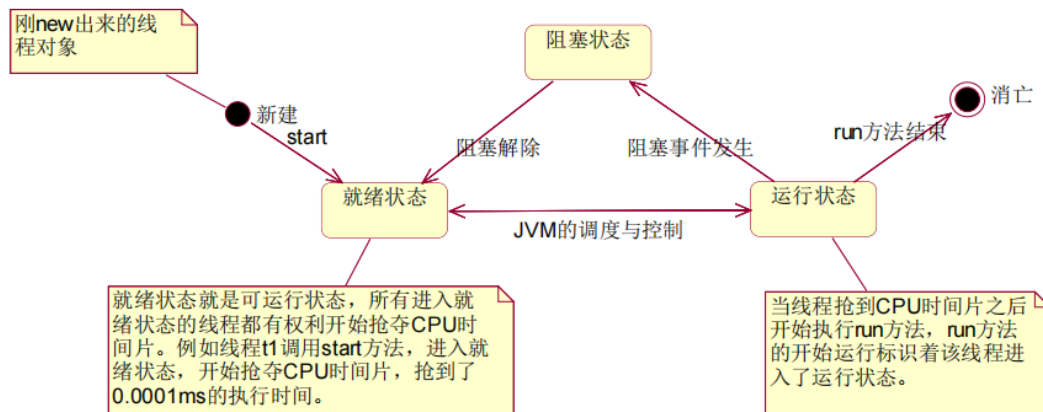 刚new出来的线
程对象
阻塞状态
新建
消亡
start
run方法结束
阻塞解除
阻塞事件发生
就绪状态
运行状态
JVM的调度与控制
就绪状态就是可运行状态，所有进入就
绪状态的线程都有权利开始抢夺CPU时
间片。例如线程t1调用start方法，进入就
绪状态，开始抢夺CPU时间片，抢到了
0.0001ms的执行时间。
当线程抢到CPU时间片之后
开始执行run方法，run方法
的开始运行标识着该线程进
入了运行状态。